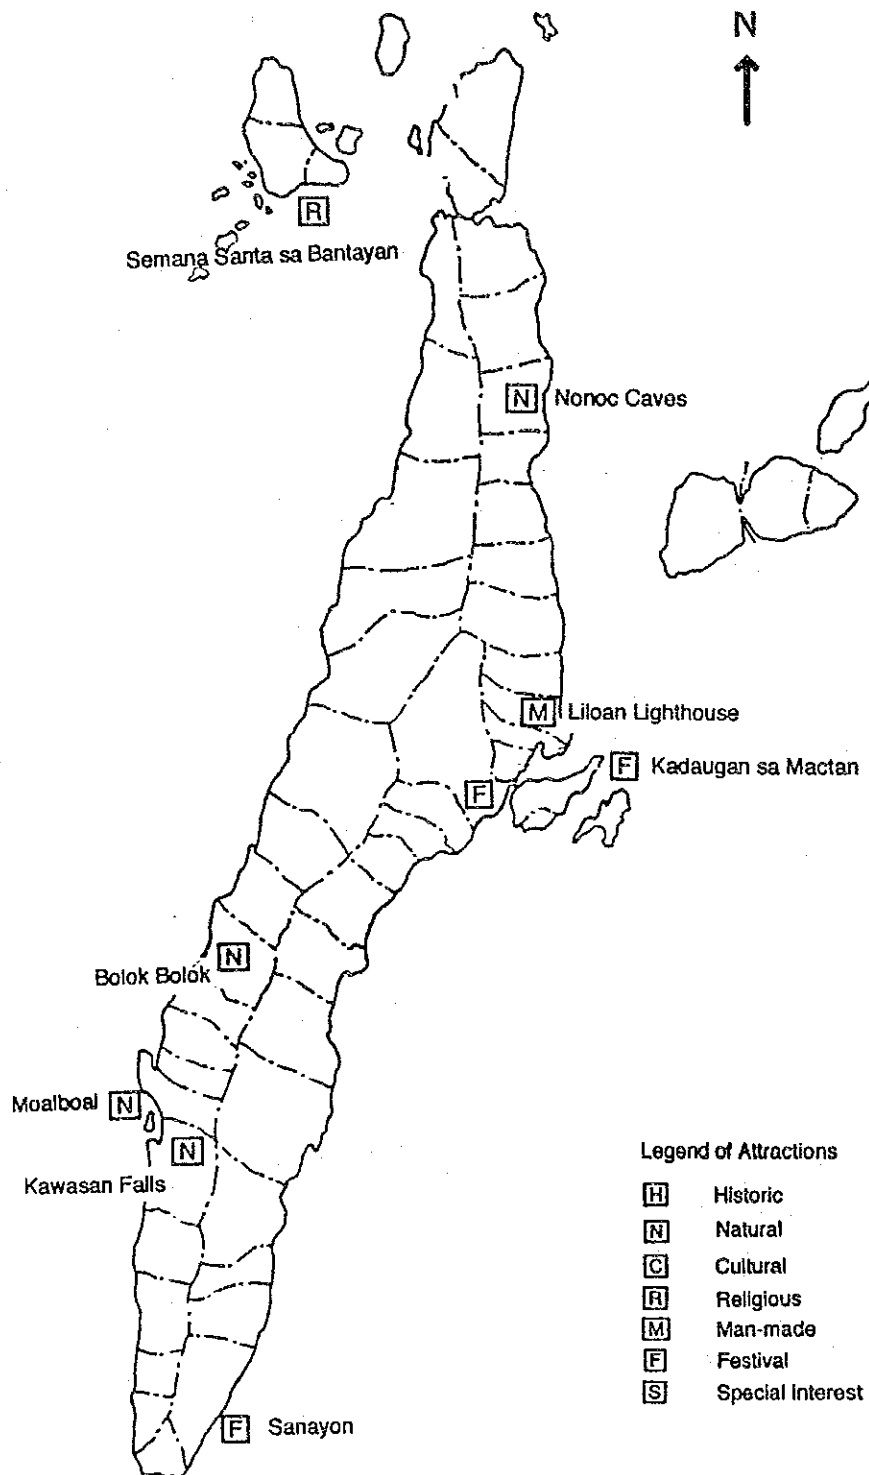 N
R
Semana Santa sa Bantayan
N Nonoc Caves
M Liloan Lighthouse
F Kadaugan sa Mactan
F
N
Bolok Bolok
Moalboal N
N
Kawasan Falls
Legend of Attractions
H Historic
N Natural
C Cultural
R Religious
M Man-made
F Festival
S Special Interest
F Sanayon